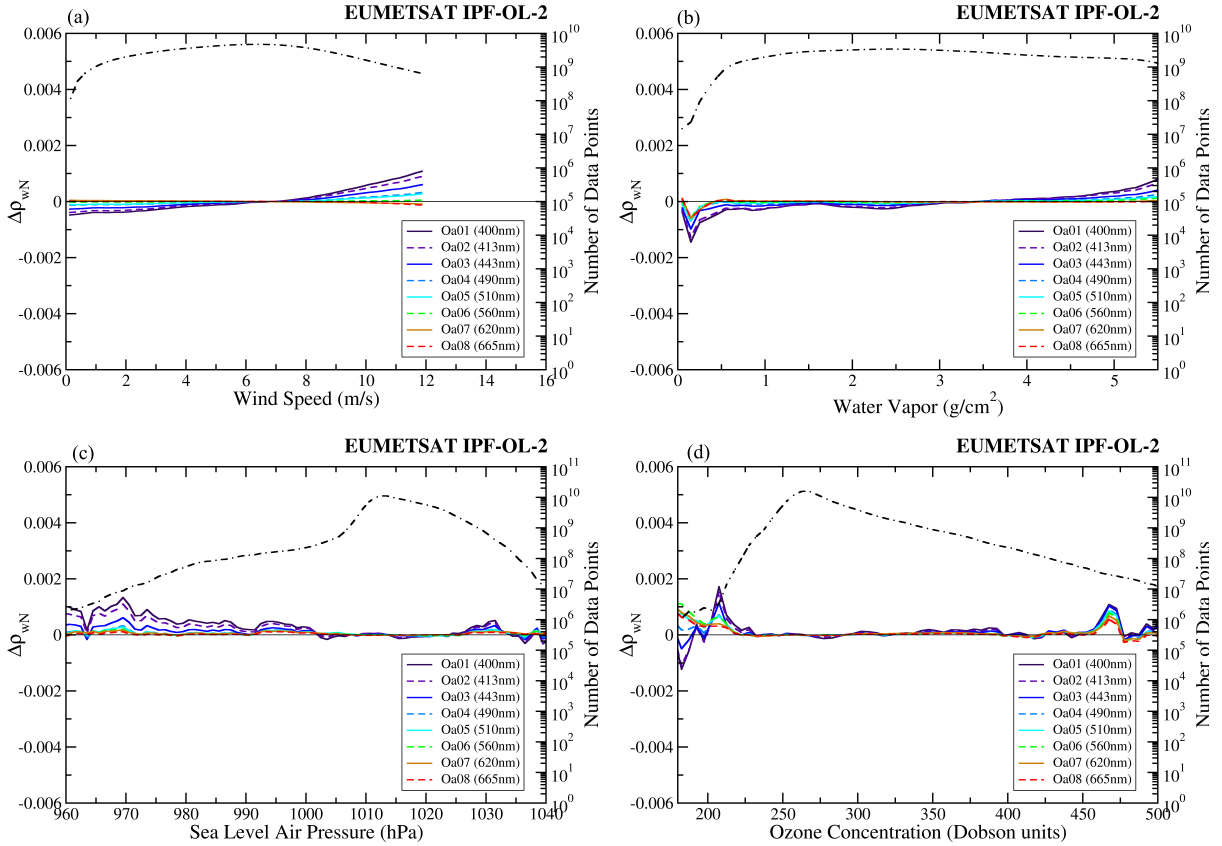 (a) EUMETSAT IPF-OL-2
0.006
0.004
0.002
0
-0.002
-0.004
-0.006
Δρ_wN
10^10
10^9
10^8
10^7
10^6
10^5
10^4
10^3
10^2
10^1
10^0
Number of Data Points
Oa01 (400nm)
Oa02 (413nm)
Oa03 (443nm)
Oa04 (490nm)
Oa05 (510nm)
Oa06 (560nm)
Oa07 (620nm)
Oa08 (665nm)
0 2 4 6 8 10 12 14 16
Wind Speed (m/s)
(b) EUMETSAT IPF-OL-2
0.006
0.004
0.002
0
-0.002
-0.004
-0.006
Δρ_wN
10^10
10^9
10^8
10^7
10^6
10^5
10^4
10^3
10^2
10^1
10^0
Number of Data Points
Oa01 (400nm)
Oa02 (413nm)
Oa03 (443nm)
Oa04 (490nm)
Oa05 (510nm)
Oa06 (560nm)
Oa07 (620nm)
Oa08 (665nm)
0 1 2 3 4 5
Water Vapor (g/cm^2)
(c) EUMETSAT IPF-OL-2
0.006
0.004
0.002
0
-0.002
-0.004
-0.006
Δρ_wN
10^11
10^10
10^9
10^8
10^7
10^6
10^5
10^4
10^3
10^2
10^1
10^0
Number of Data Points
Oa01 (400nm)
Oa02 (413nm)
Oa03 (443nm)
Oa04 (490nm)
Oa05 (510nm)
Oa06 (560nm)
Oa07 (620nm)
Oa08 (665nm)
960 970 980 990 1000 1010 1020 1030 1040
Sea Level Air Pressure (hPa)
(d) EUMETSAT IPF-OL-2
0.006
0.004
0.002
0
-0.002
-0.004
-0.006
Δρ_wN
10^11
10^10
10^9
10^8
10^7
10^6
10^5
10^4
10^3
10^2
10^1
10^0
Number of Data Points
Oa01 (400nm)
Oa02 (413nm)
Oa03 (443nm)
Oa04 (490nm)
Oa05 (510nm)
Oa06 (560nm)
Oa07 (620nm)
Oa08 (665nm)
200 225 250 275 300 325 350 375 400 425 450 475 500
Ozone Concentration (Dobson units)